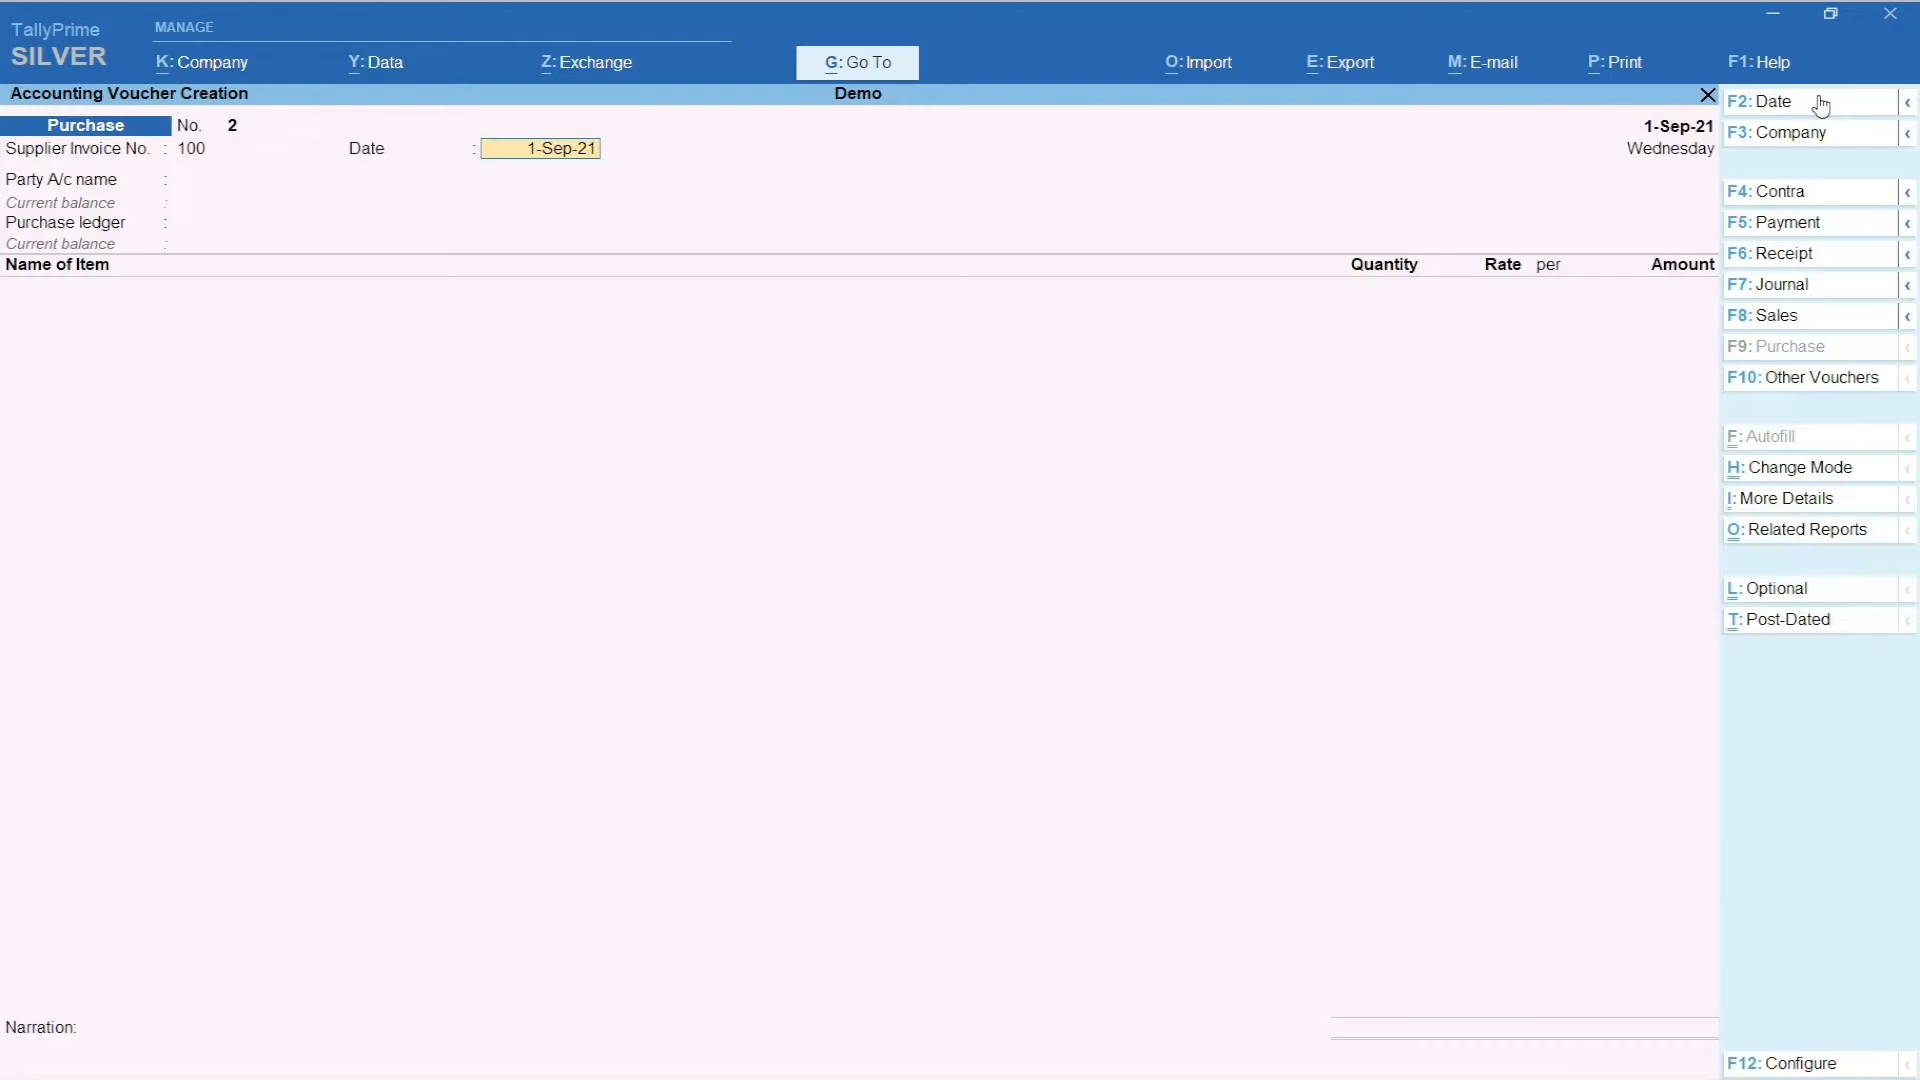 TallyPrime
SILVER
MANAGE
K: Company
Y: Data
Z: Exchange
G: Go To
O: Import
E: Export
M: E-mail
P: Print
F1: Help
Accounting Voucher Creation
Demo
Purchase No. 2
1-Sep-21
Supplier Invoice No. : 100 Date : 1-Sep-21
Wednesday
Party A/c name :
Current balance :
Purchase ledger :
Current balance :
Name of Item Quantity Rate per Amount
Narration:
F2: Date
F3: Company
F4: Contra
F5: Payment
F6: Receipt
F7: Journal
F8: Sales
F9: Purchase
F10: Other Vouchers
F: Autofill
H: Change Mode
I: More Details
O: Related Reports
L: Optional
T: Post-Dated
F12: Configure